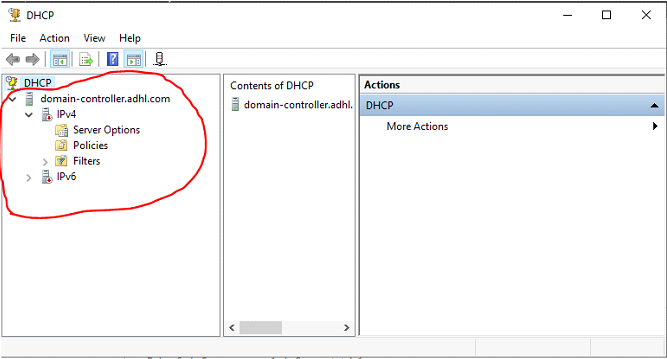 DHCP
File Action View Help
DHCP
domain-controller.adhl.com
IPv4
Server Options
Policies
Filters
IPv6
Contents of DHCP
domain-controller.adhl.
Actions
DHCP
More Actions